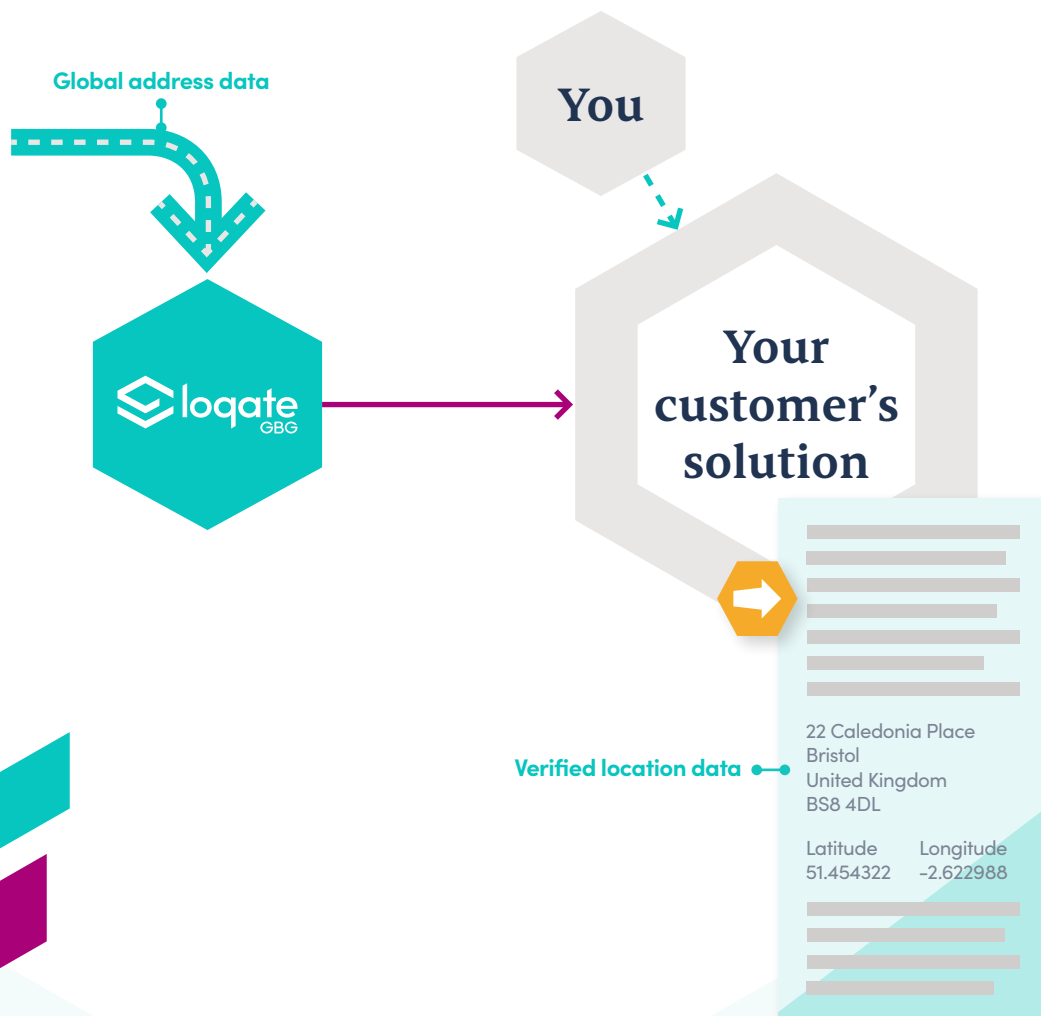 Global address data
You
loqate
GBG
Your
customer’s
solution
Verified location data
22 Caledonia Place
Bristol
United Kingdom
BS8 4DL
Latitude Longitude
51.454322 -2.622988